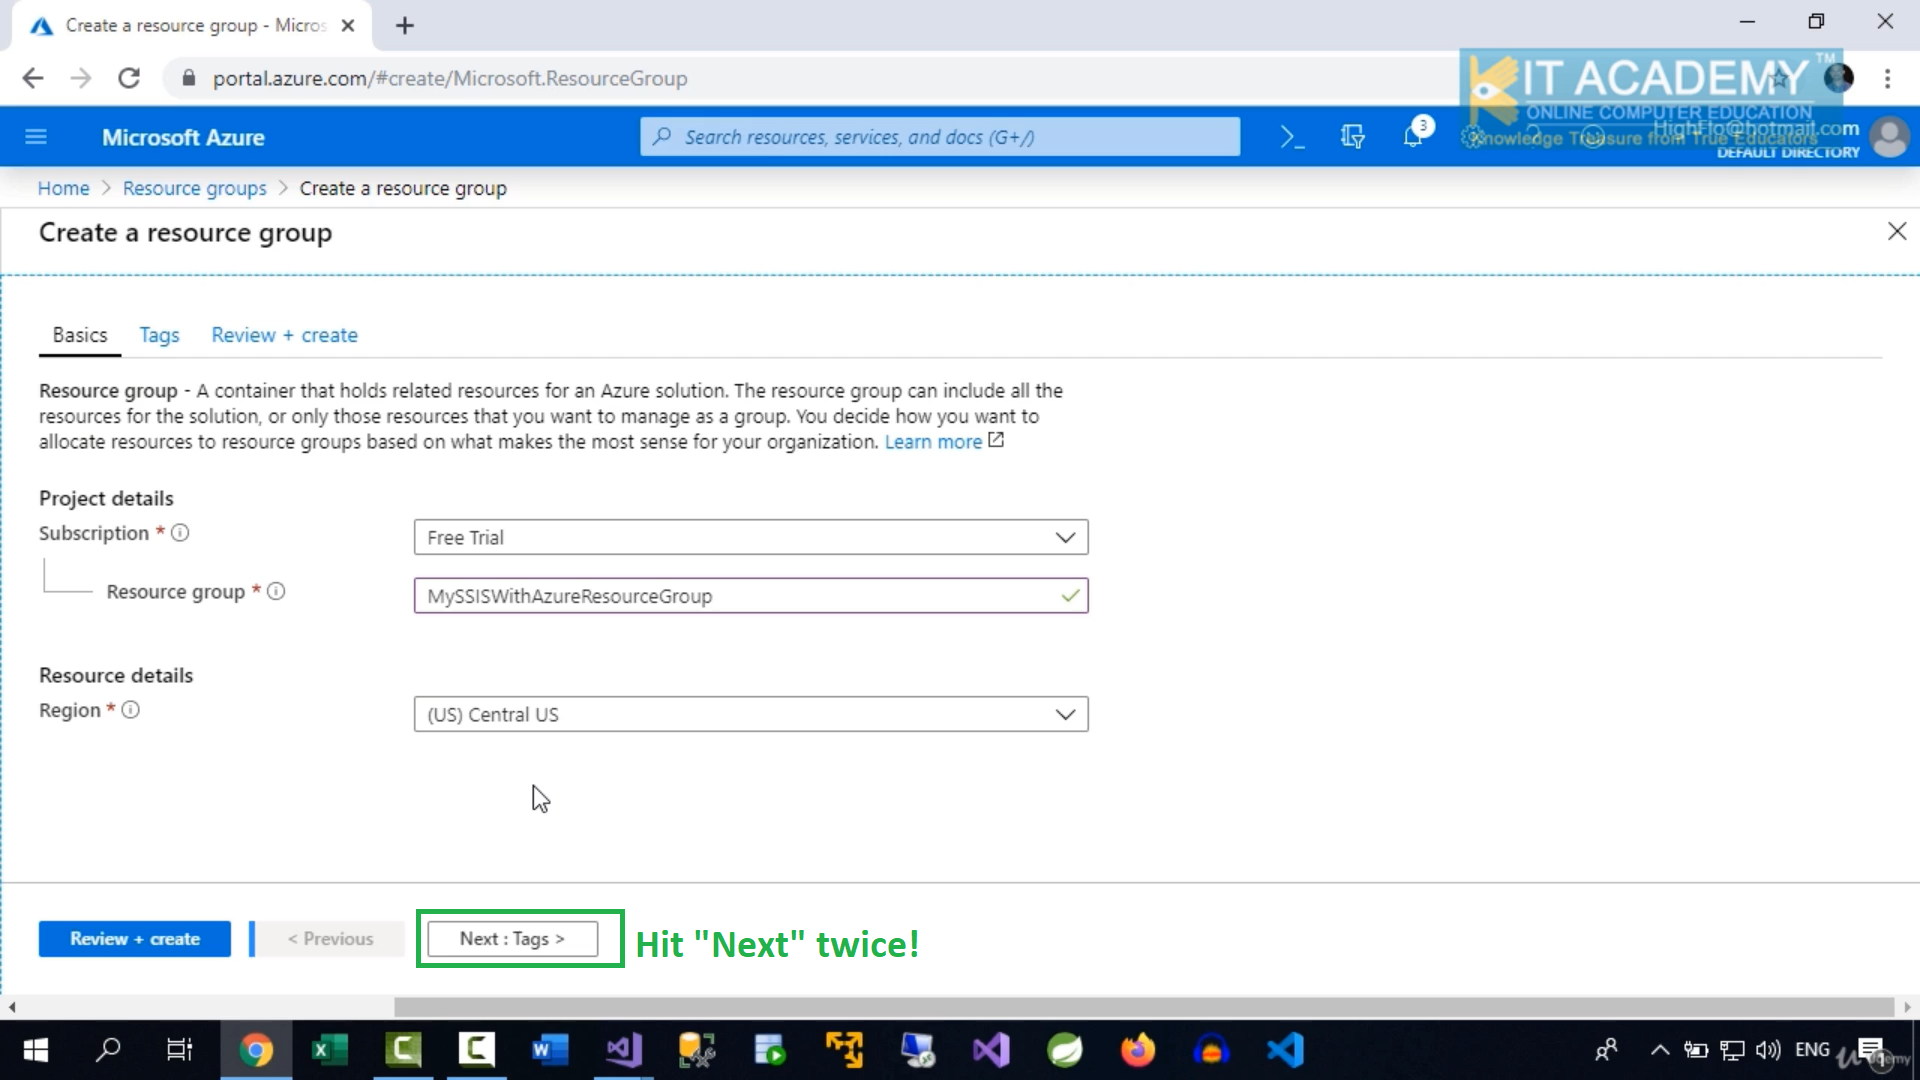 Create a resource group - Micros
portal.azure.com/#create/Microsoft.ResourceGroup
KIT ACADEMY™
ONLINE COMPUTER EDUCATION
Knowledge Treasure from True Educators
Microsoft Azure
Search resources, services, and docs (G+/)
3
HighFlo@hotmail.com
DEFAULT DIRECTORY
Home > Resource groups > Create a resource group
Create a resource group
Basics
Tags
Review + create
Resource group - A container that holds related resources for an Azure solution. The resource group can include all the
resources for the solution, or only those resources that you want to manage as a group. You decide how you want to
allocate resources to resource groups based on what makes the most sense for your organization. Learn more
Project details
Subscription *
Free Trial
Resource group *
MySSISWithAzureResourceGroup
Resource details
Region *
(US) Central US
Review + create
< Previous
Next : Tags >
Hit "Next" twice!
ENG
1